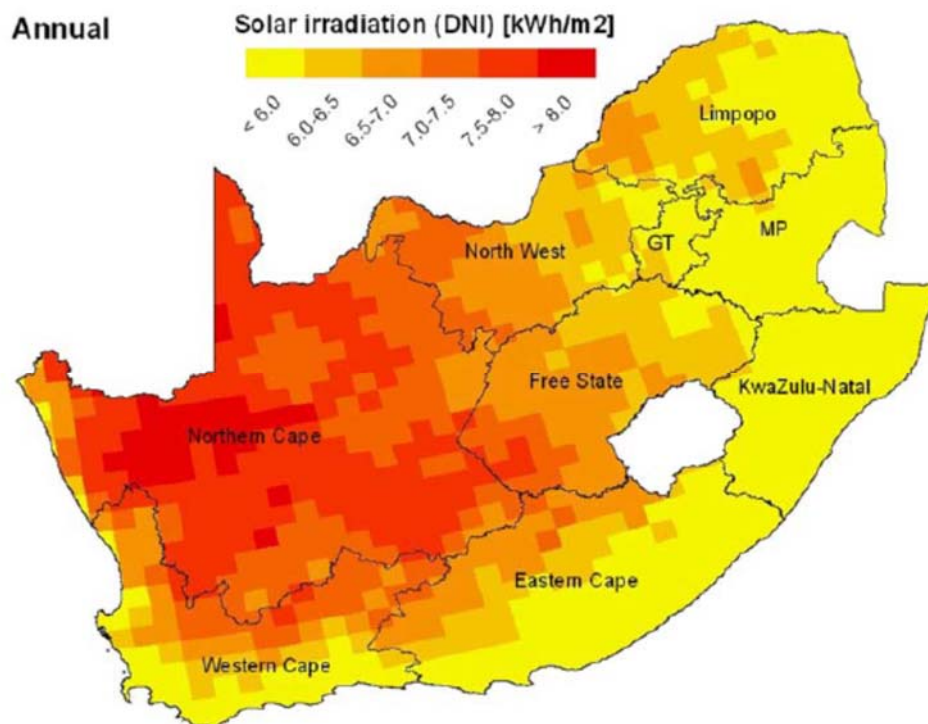 Annual
Solar irradiation (DNI) [kWh/m2]
< 6.0
6.0-6.5
6.5-7.0
7.0-7.5
7.5-8.0
> 8.0
Limpopo
North West
GT
MP
Free State
KwaZulu-Natal
Northern Cape
Eastern Cape
Western Cape